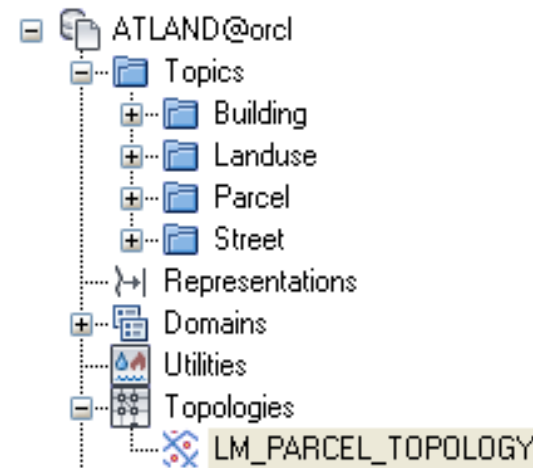 ATLAND@orcl
Topics
Building
Landuse
Parcel
Street
Representations
Domains
Utilities
Topologies
LM_PARCEL_TOPOLOGY